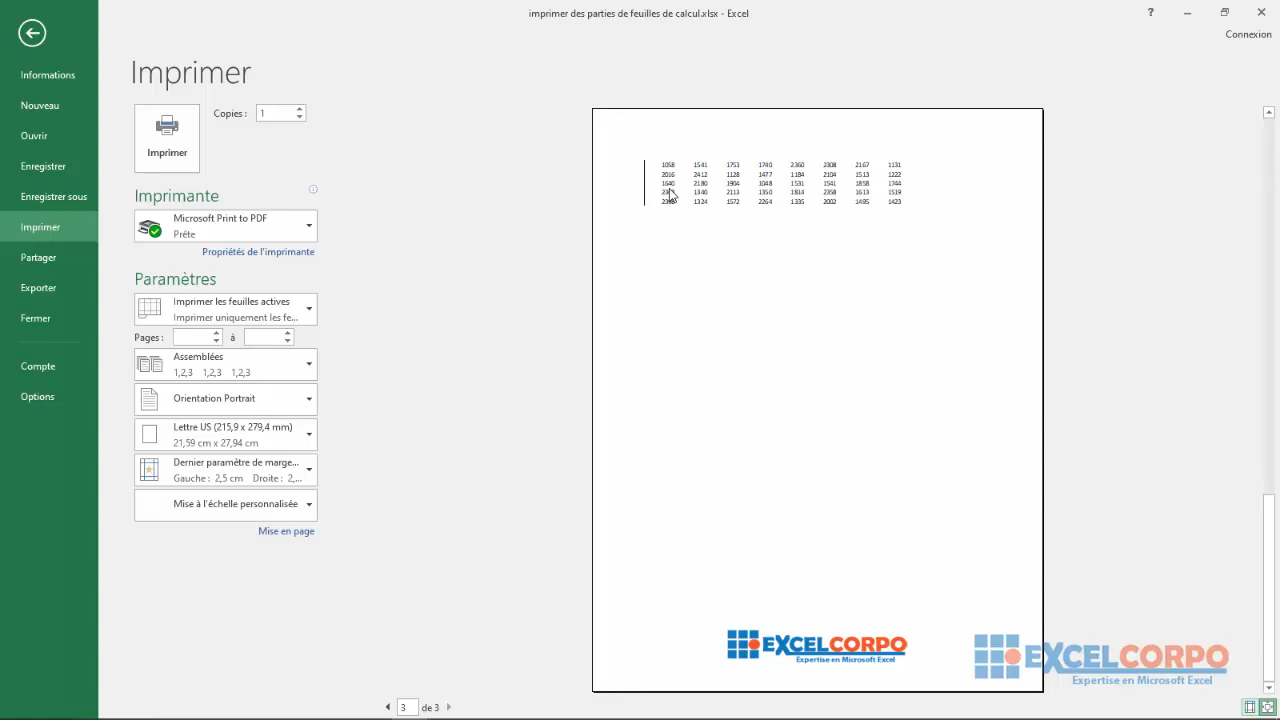 imprimer des parties de feuilles de calcul.xlsx - Excel
?
Connexion
Informations
Nouveau
Ouvrir
Enregistrer
Enregistrer sous
Imprimer
Partager
Exporter
Fermer
Compte
Options
Imprimer
Imprimer
Copies : 1
Imprimante
Microsoft Print to PDF
Prête
Propriétés de l'imprimante
Paramètres
Imprimer les feuilles actives
Imprimer uniquement les fe...
Pages : à
Assemblées
1,2,3 1,2,3 1,2,3
Orientation Portrait
Lettre US (215,9 x 279,4 mm)
21,59 cm x 27,94 cm
Dernier paramètre de marge...
Gauche : 2,5 cm Droite : 2,...
Mise à l'échelle personnalisée
Mise en page
1058 1541 1753 1740 2360 2308 2167 1131
2016 2412 1128 1477 1184 2104 1513 1222
1640 2180 1904 1048 1531 1541 1858 1744
1340 2113 1350 1814 2358 1613 1519
1324 1572 2264 1335 2002 1495 1423
EXCELCORPO
Expertise en Microsoft Excel
EXCELCORPO
Expertise en Microsoft Excel
3 de 3